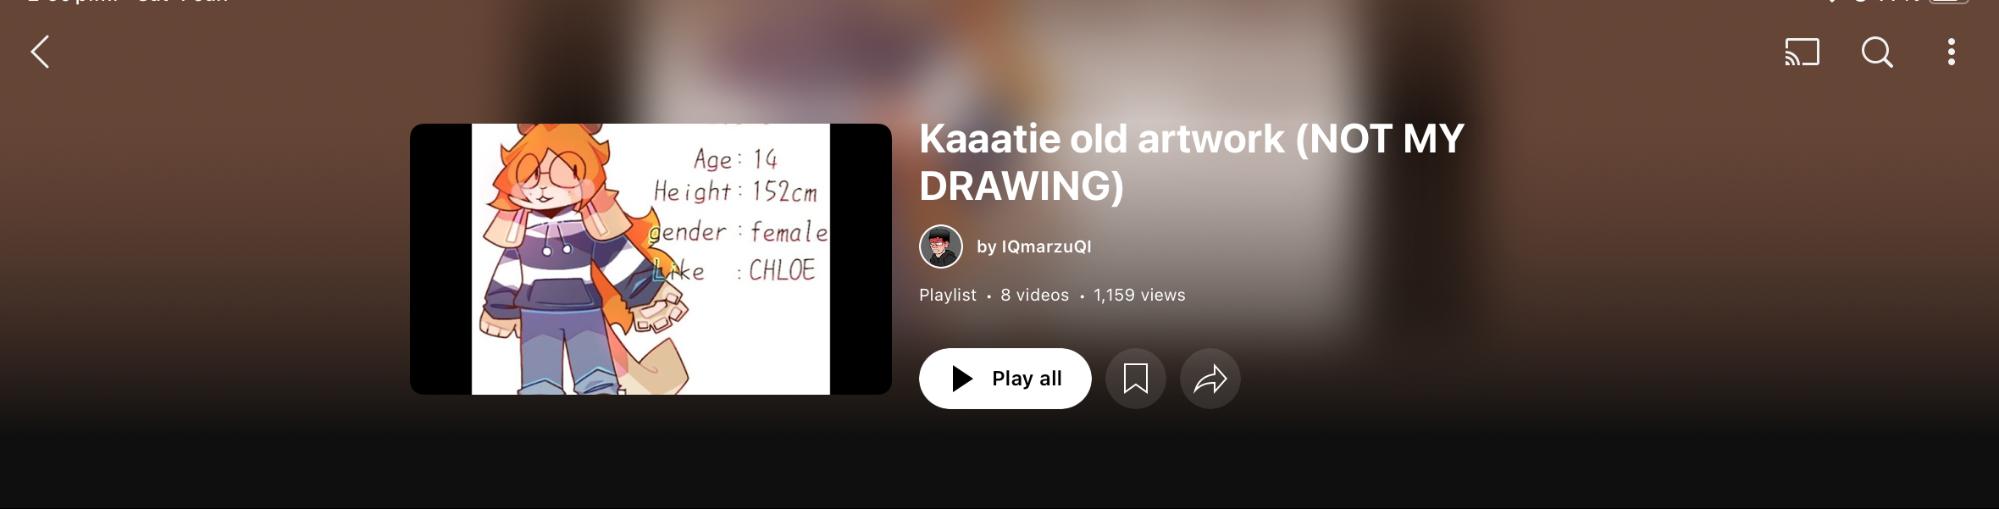 Age: 14
Height: 152cm
gender : female
Like : CHLOE
Kaaatie old artwork (NOT MY
DRAWING)
by IQmarzuQI
Playlist • 8 videos • 1,159 views
Play all